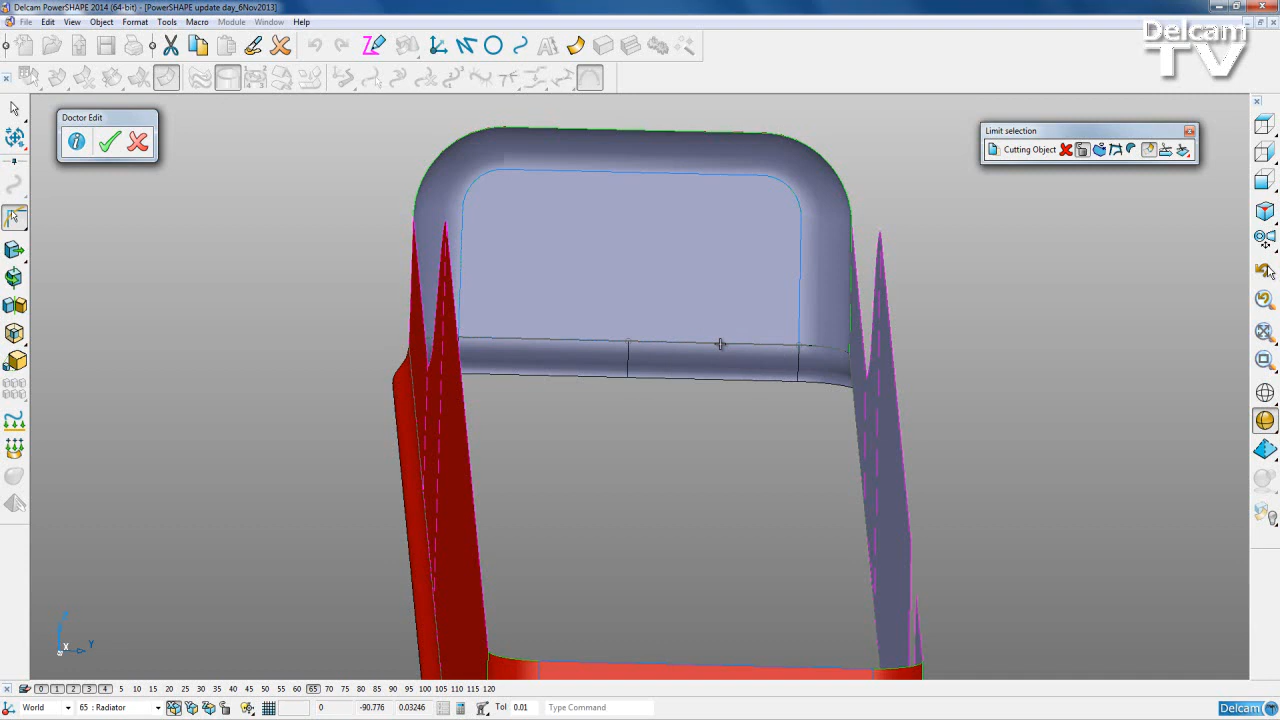 Delcam PowerSHAPE 2014 (64-bit) - [PowerSHAPE update day_6Nov2013]
File Edit View Object Format Tools Macro Module Window Help
Delcam
TV
Doctor Edit
Limit selection
Cutting Object
Z
Y
X
0 1 2 3 4 5 10 15 20 25 30 35 40 45 50 55 60 65 70 75 80 85 90 95 100 105 110 115 120
World 65 : Radiator 0 -90.776 0.03246 Tol 0.01 Type Command Delcam